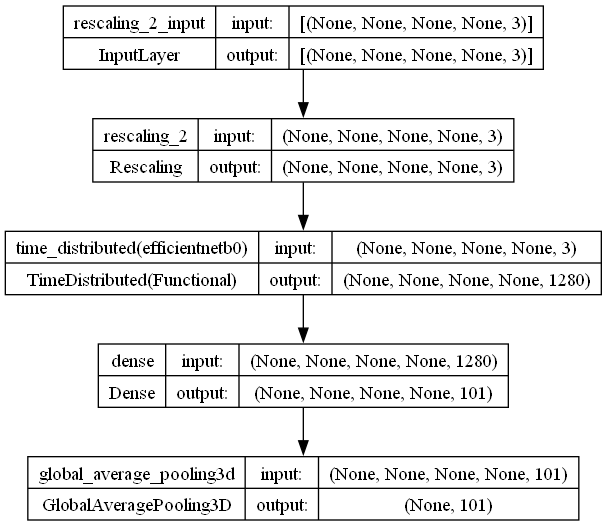 rescaling_2_input input: [(None, None, None, None, 3)]
InputLayer output: [(None, None, None, None, 3)]
rescaling_2 input: (None, None, None, None, 3)
Rescaling output: (None, None, None, None, 3)
time_distributed(efficientnetb0) input: (None, None, None, None, 3)
TimeDistributed(Functional) output: (None, None, None, None, 1280)
dense input: (None, None, None, None, 1280)
Dense output: (None, None, None, None, 101)
global_average_pooling3d input: (None, None, None, None, 101)
GlobalAveragePooling3D output: (None, 101)